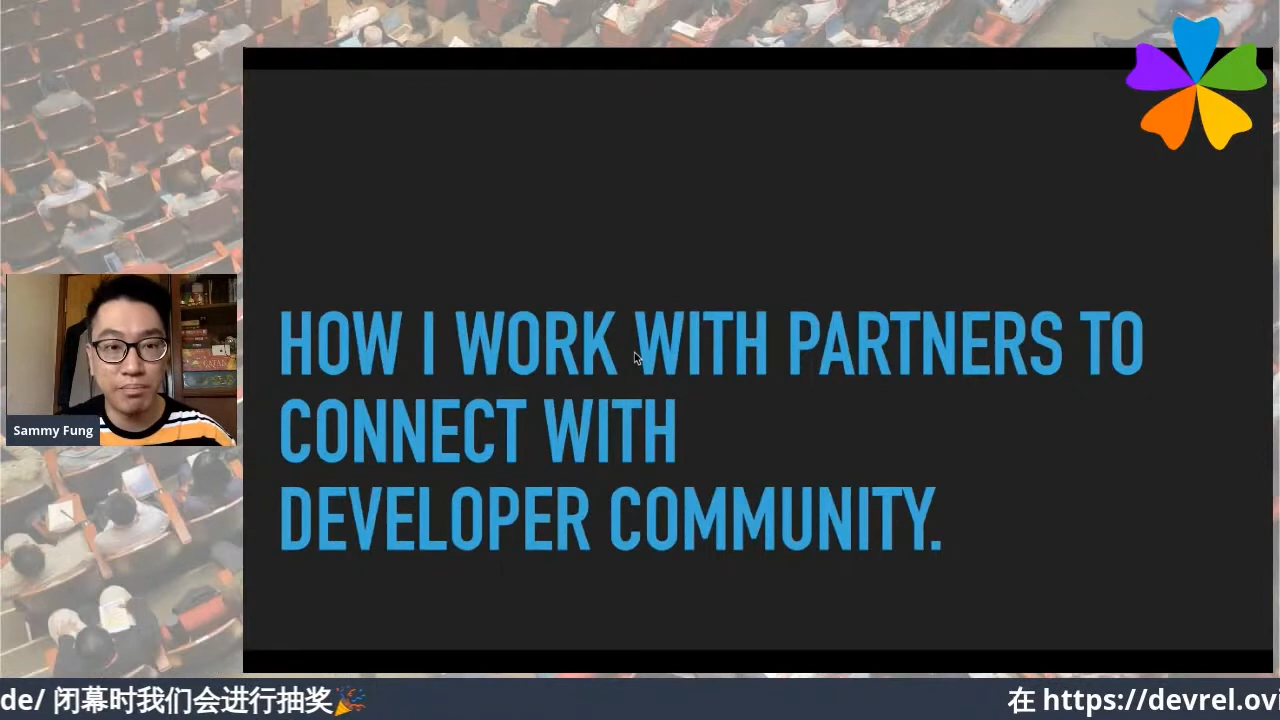 HOW I WORK WITH PARTNERS TO
CONNECT WITH
DEVELOPER COMMUNITY.
Sammy Fung
de/ 闭幕时我们会进行抽奖🎉
在 https://devrel.ovi